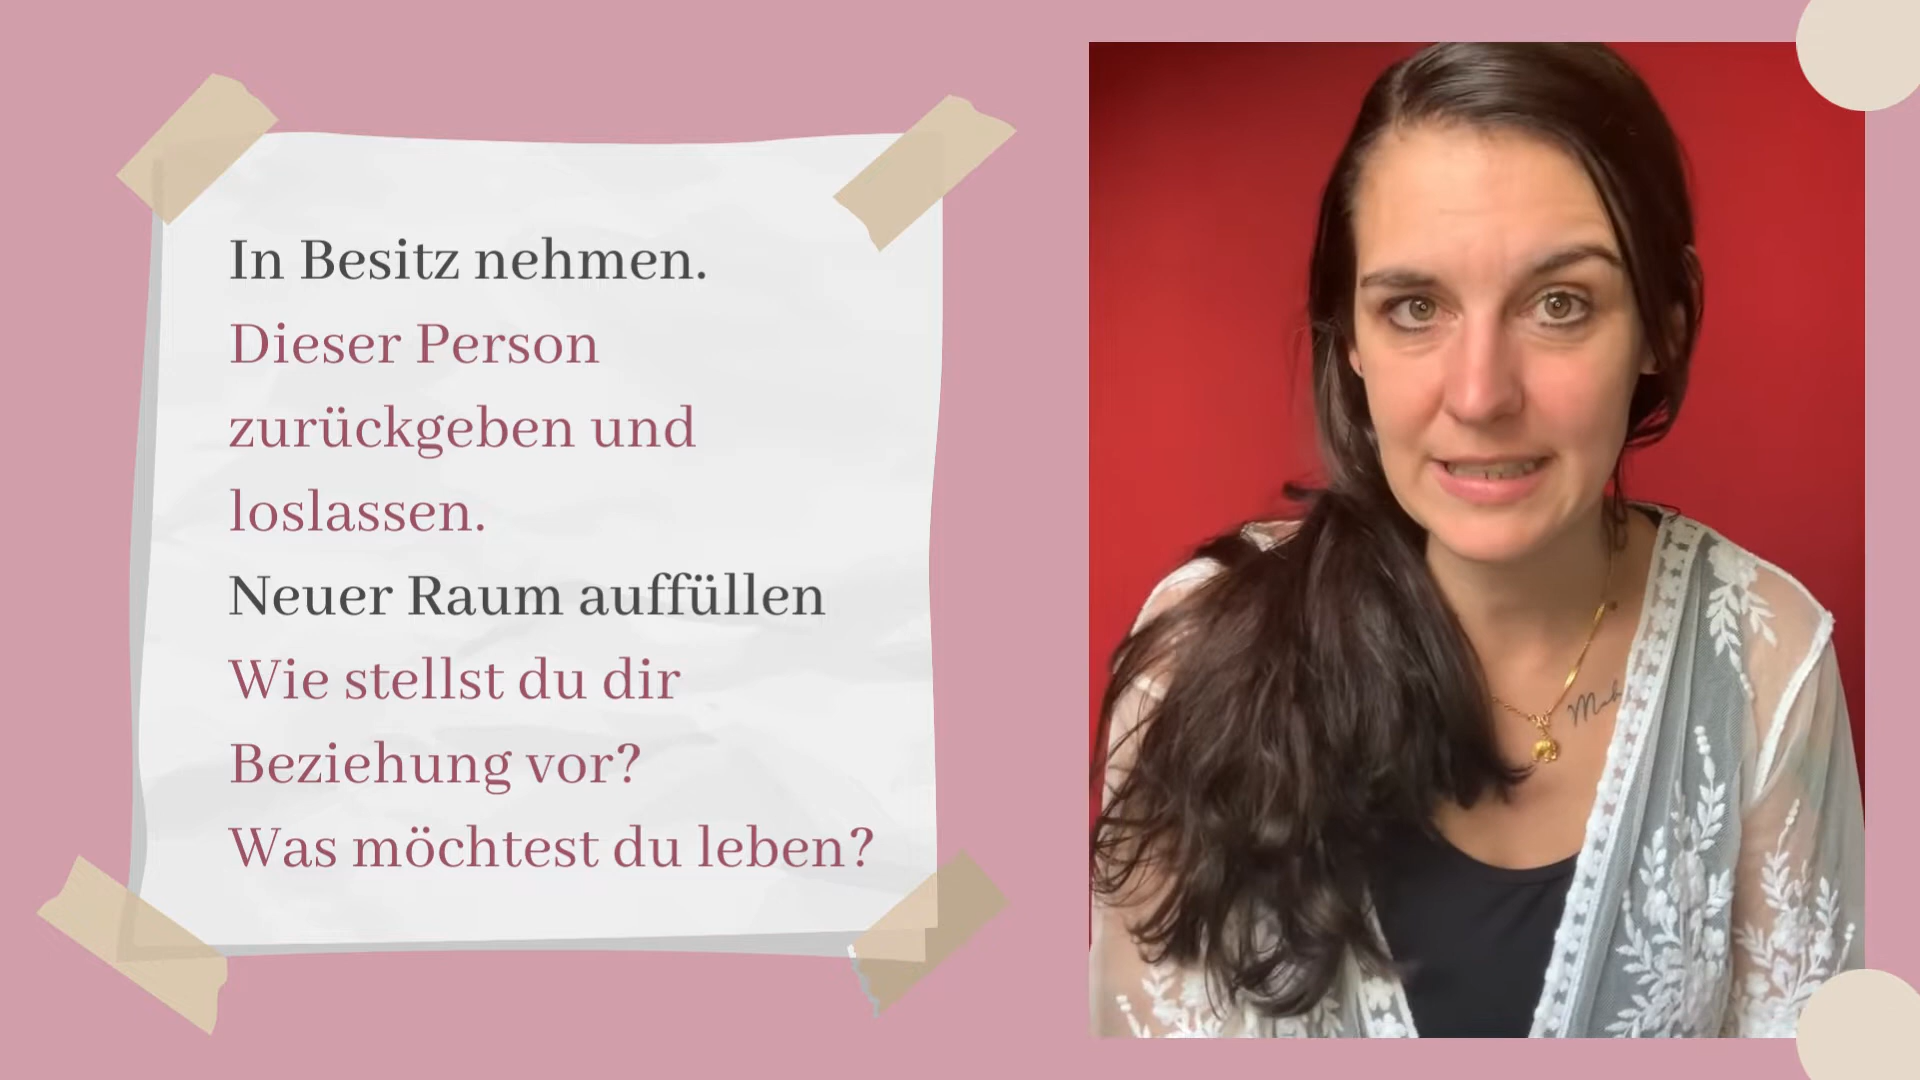 In Besitz nehmen.
Dieser Person
zurückgeben und
loslassen.
Neuer Raum auffüllen
Wie stellst du dir
Beziehung vor?
Was möchtest du leben?